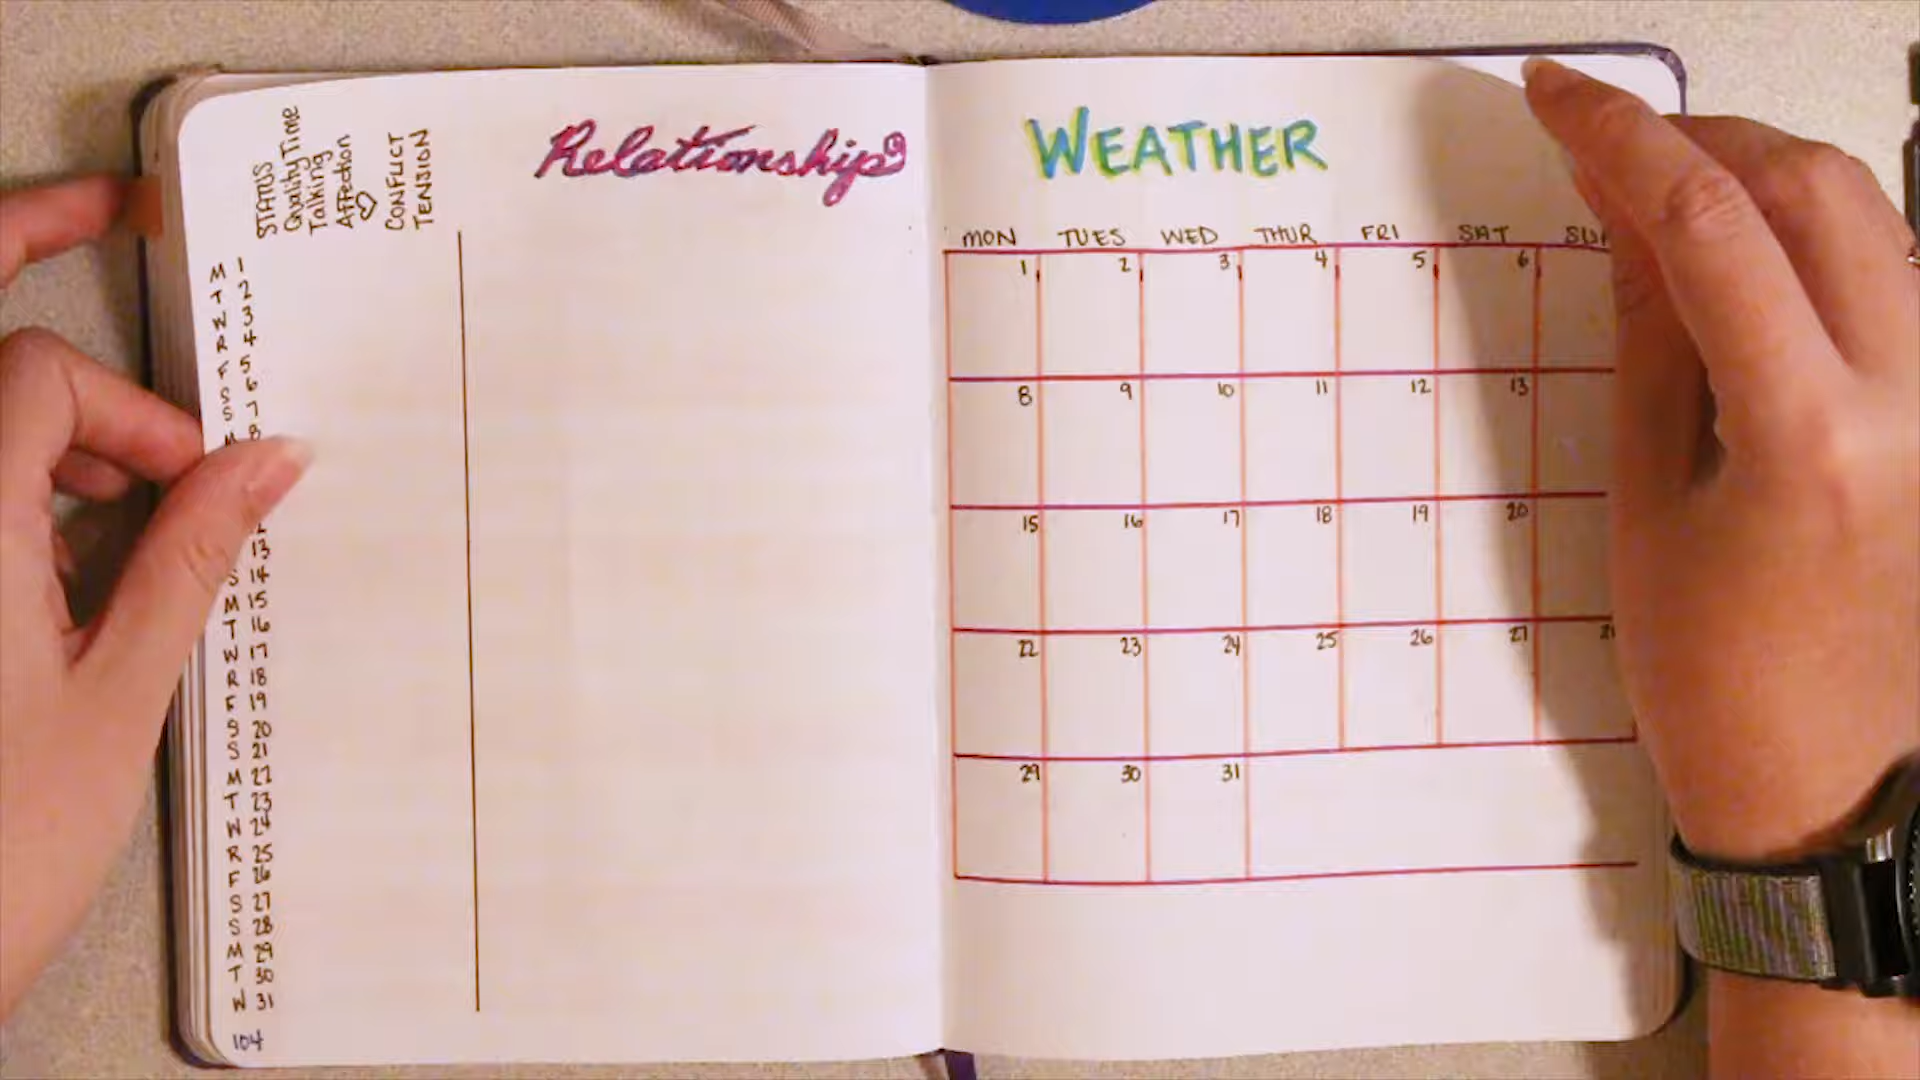 STATUS
Quality Time
Talking
Affection
CONFLICT
TENSION
Relationships
M 1
T 2
W 3
R 4
F 5
S 6
S 7
M 8
13
S 14
M 15
T 16
W 17
R 18
F 19
S 20
S 21
M 22
T 23
W 24
R 25
F 26
S 27
S 28
M 29
T 30
W 31
104
WEATHER
MON TUES WED THUR FRI SAT
1 2 3 4 5 6
8 9 10 11 12 13
15 16 17 18 19 20
22 23 24 25 26 27
29 30 31